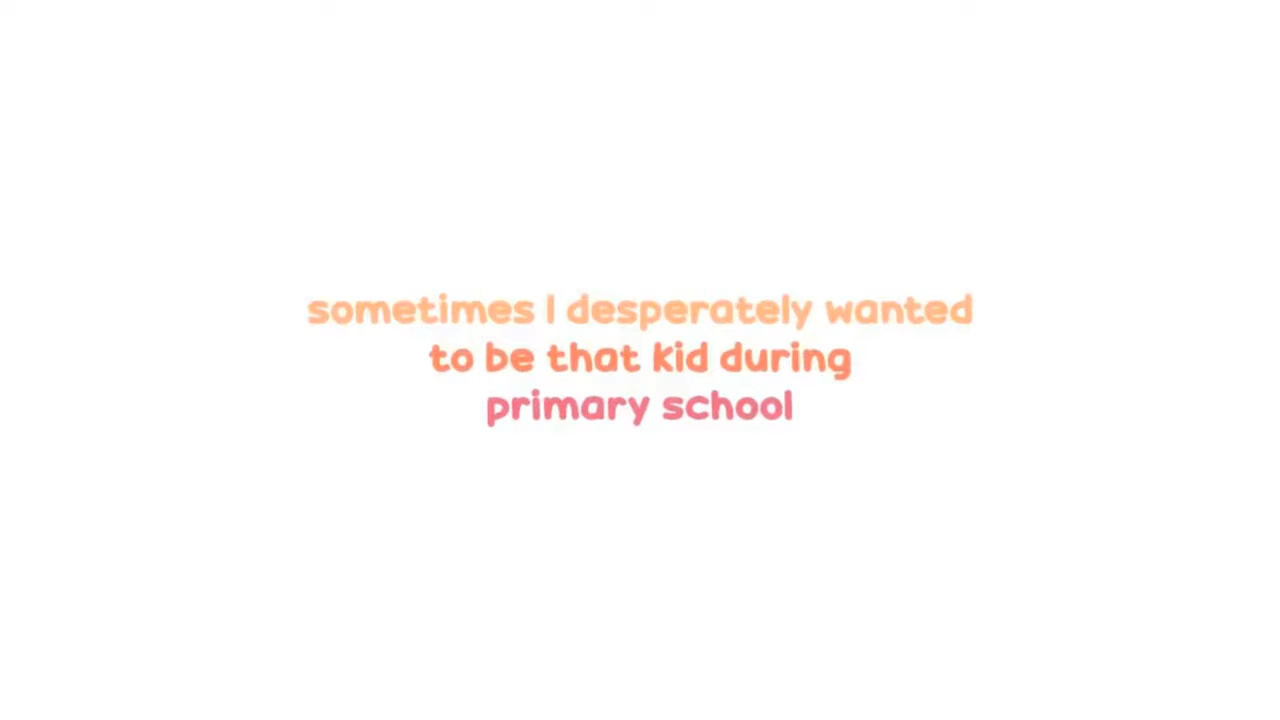 sometimes I desperately wanted
to be that kid during
primary school